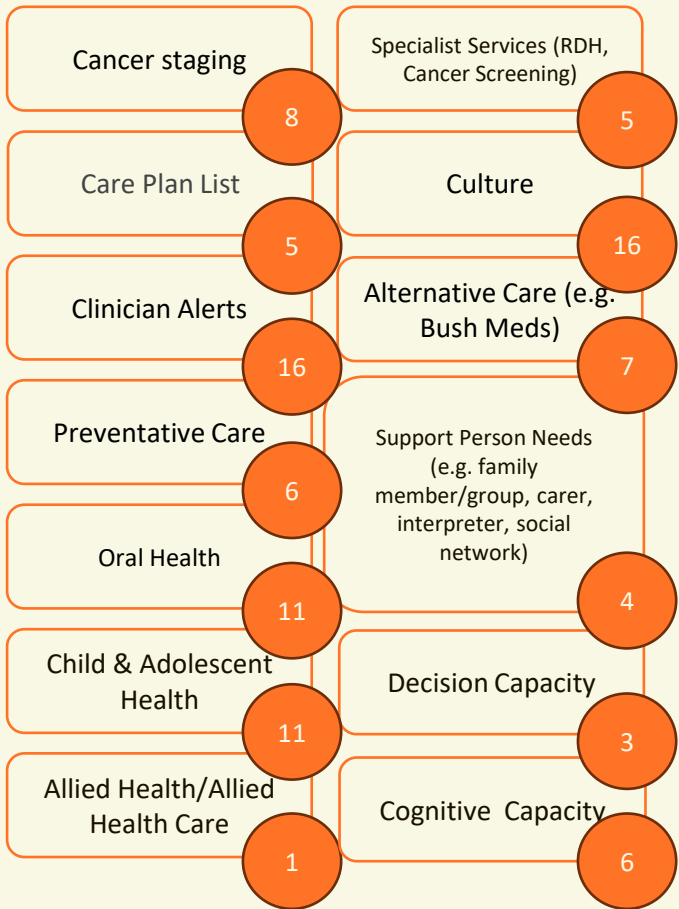 Cancer staging
8
Care Plan List
5
Clinician Alerts
16
Preventative Care
6
Oral Health
11
Child & Adolescent
Health
11
Allied Health/Allied
Health Care
1
Specialist Services (RDH,
Cancer Screening)
5
Culture
16
Alternative Care (e.g.
Bush Meds)
7
Support Person Needs
(e.g. family
member/group, carer,
interpreter, social
network)
4
Decision Capacity
3
Cognitive Capacity
6